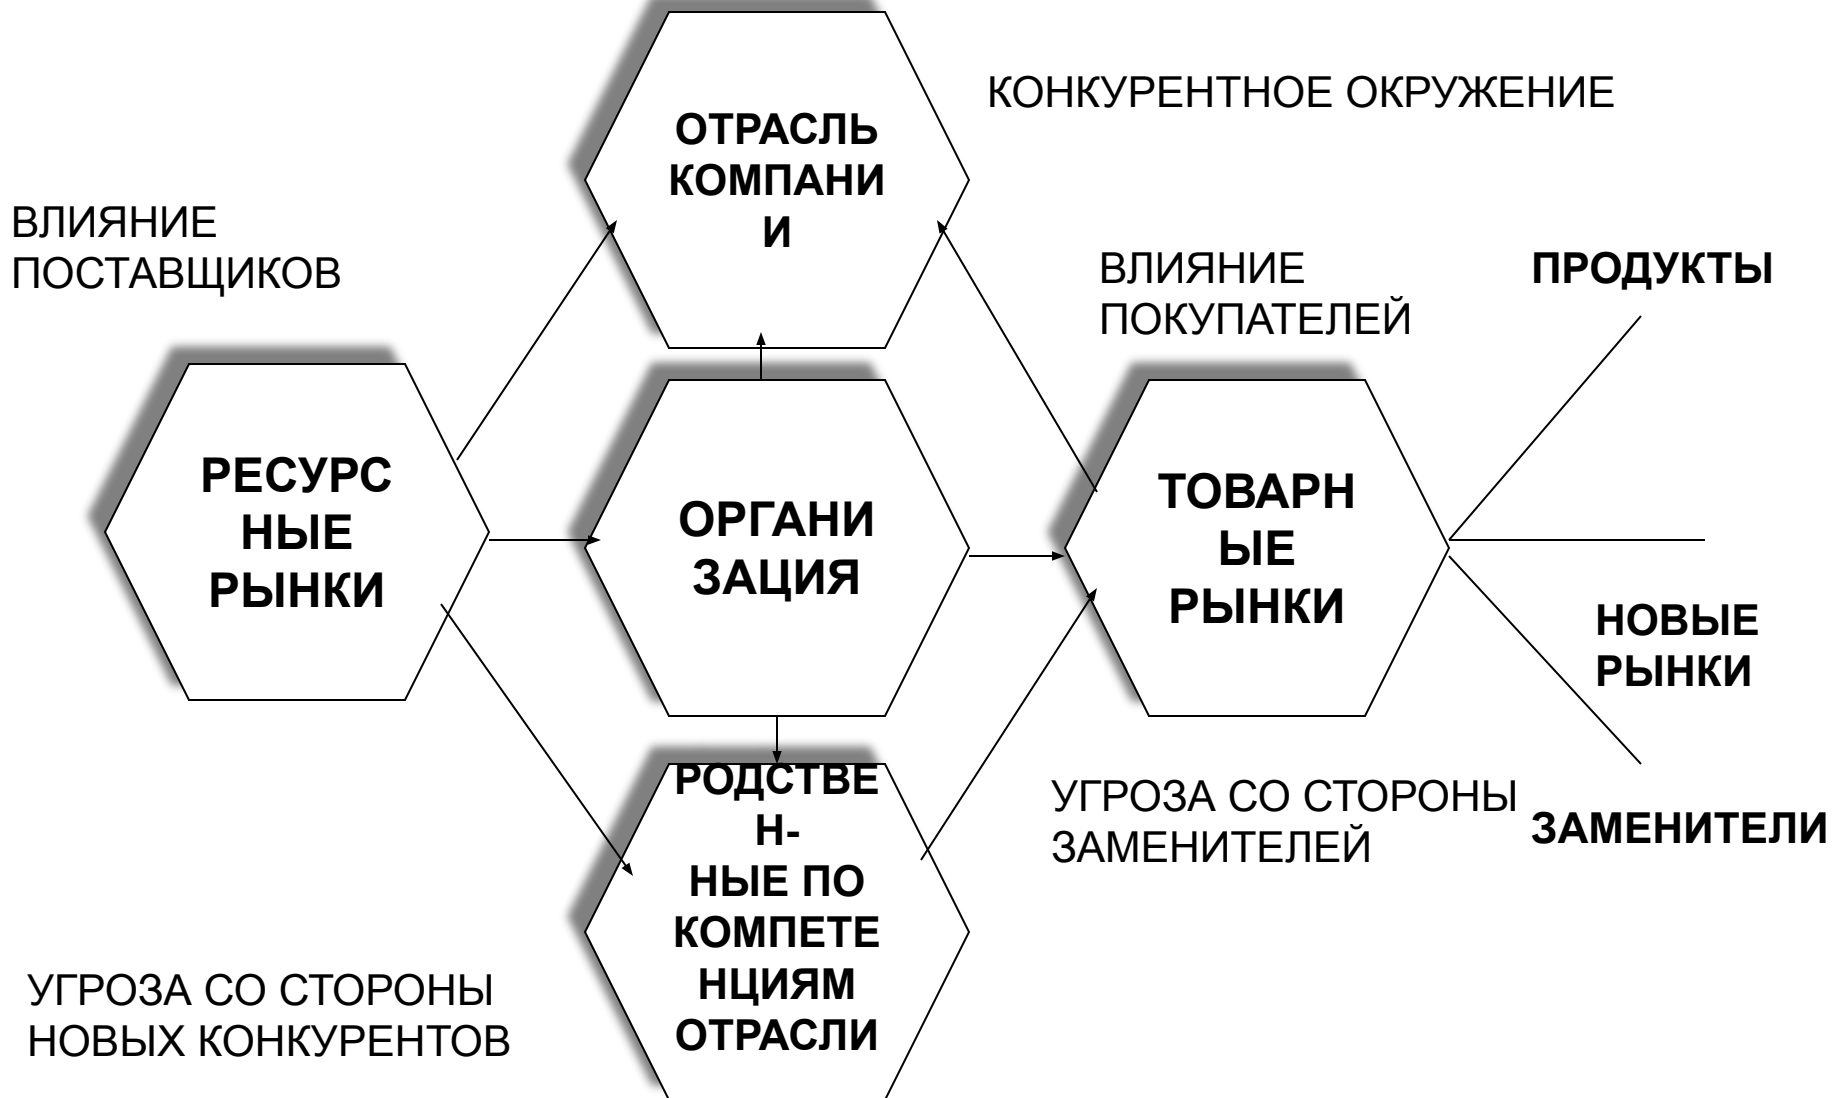 ОТРАСЛЬ
КОМПАНИ
И
КОНКУРЕНТНОЕ ОКРУЖЕНИЕ
ВЛИЯНИЕ
ПОСТАВЩИКОВ
ВЛИЯНИЕ
ПОКУПАТЕЛЕЙ
ПРОДУКТЫ
РЕСУРС
НЫЕ
РЫНКИ
ОРГАНИ
ЗАЦИЯ
ТОВАРН
ЫЕ
РЫНКИ
НОВЫЕ
РЫНКИ
РОДСТВЕ
Н-
НЫЕ ПО
КОМПЕТЕ
НЦИЯМ
ОТРАСЛИ
УГРОЗА СО СТОРОНЫ
ЗАМЕНИТЕЛЕЙ
ЗАМЕНИТЕЛИ
УГРОЗА СО СТОРОНЫ
НОВЫХ КОНКУРЕНТОВ